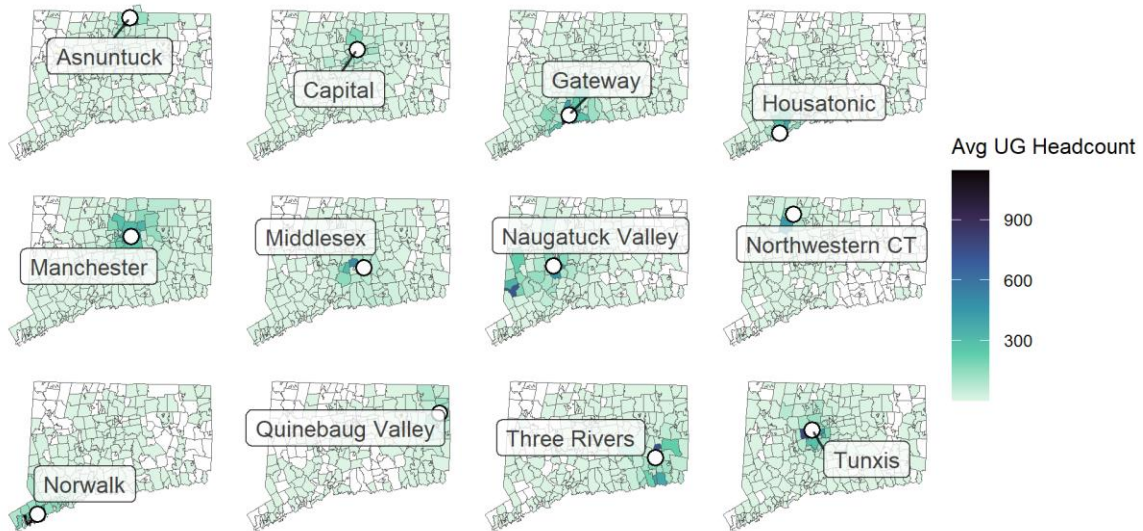 Asnuntuck
Capital
Gateway
Housatonic
Avg UG Headcount
900
600
300
Manchester
Middlesex
Naugatuck Valley
Northwestern CT
Norwalk
Quinebaug Valley
Three Rivers
Tunxis